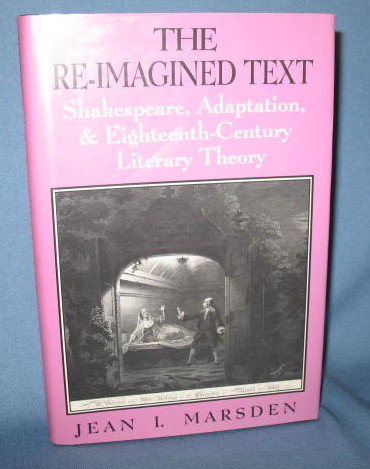 THE
RE-IMAGINED TEXT
Shakespeare, Adaptation,
& Eighteenth-Century
Literary Theory
JEAN I. MARSDEN